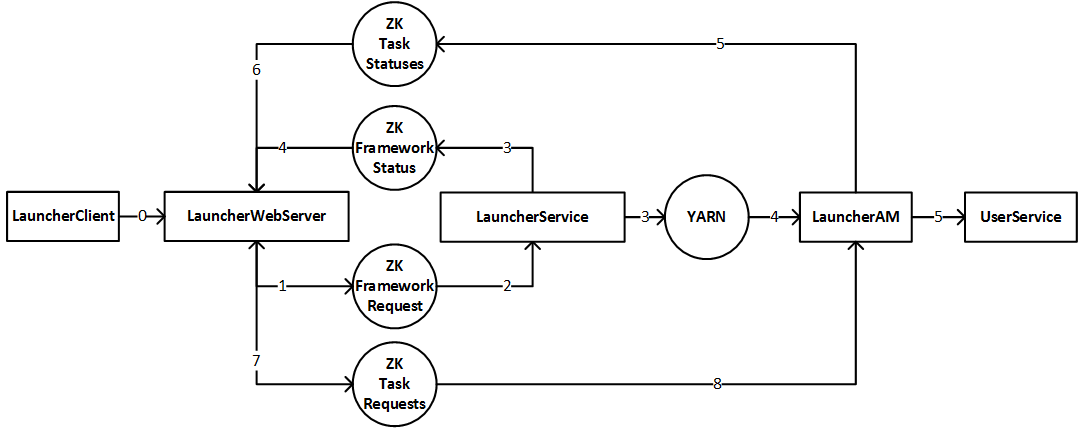 ZK
Task
Statuses
5
6
ZK
Framework
Status
4
3
LauncherClient
0
LauncherWebServer
LauncherService
3
YARN
4
LauncherAM
5
UserService
ZK
Framework
Request
1
2
ZK
Task
Requests
7
8